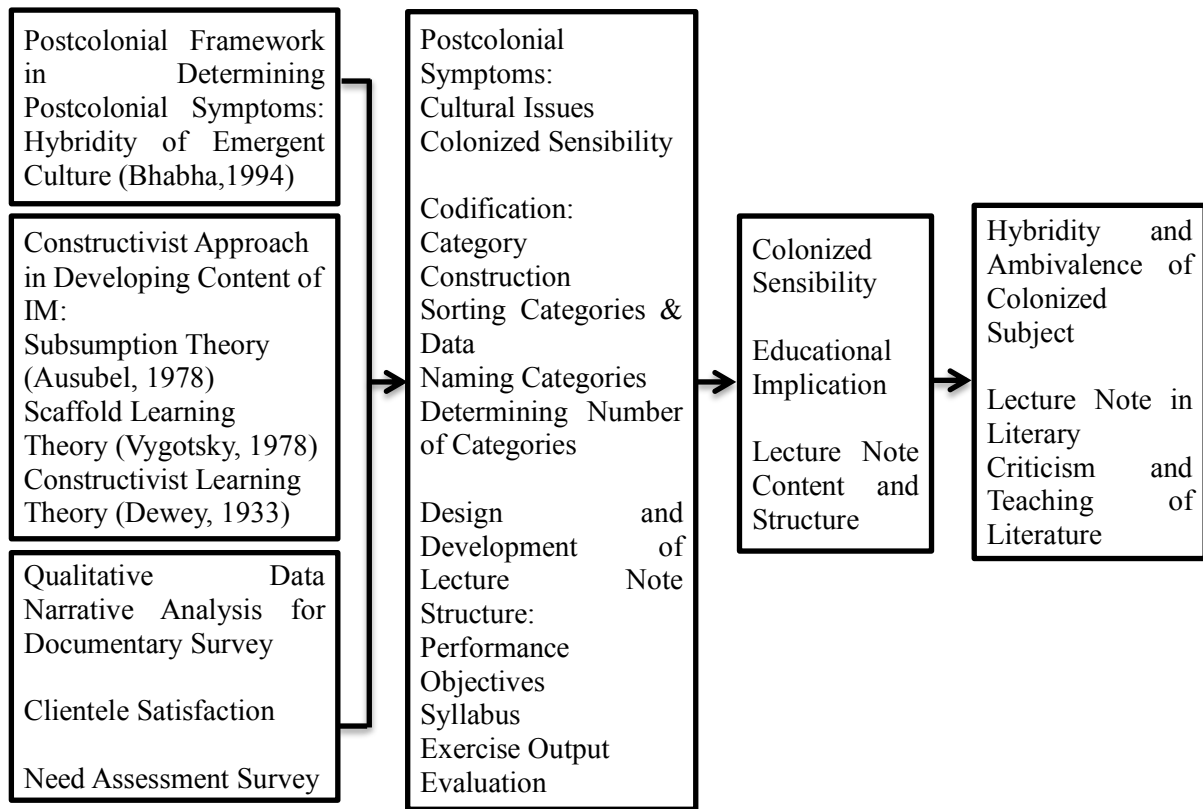 Postcolonial Framework
in Determining
Postcolonial Symptoms:
Hybridity of Emergent
Culture (Bhabha,1994)
Constructivist Approach
in Developing Content of
IM:
Subsumption Theory
(Ausubel, 1978)
Scaffold Learning
Theory (Vygotsky, 1978)
Constructivist Learning
Theory (Dewey, 1933)
Qualitative Data
Narrative Analysis for
Documentary Survey
Clientele Satisfaction
Need Assessment Survey
Postcolonial
Symptoms:
Cultural Issues
Colonized Sensibility
Codification:
Category
Construction
Sorting Categories &
Data
Naming Categories
Determining Number
of Categories
Design and
Development of
Lecture Note
Structure:
Performance
Objectives
Syllabus
Exercise Output
Evaluation
Colonized
Sensibility
Educational
Implication
Lecture Note
Content and
Structure
Hybridity and
Ambivalence of
Colonized
Subject
Lecture Note in
Literary
Criticism and
Teaching of
Literature